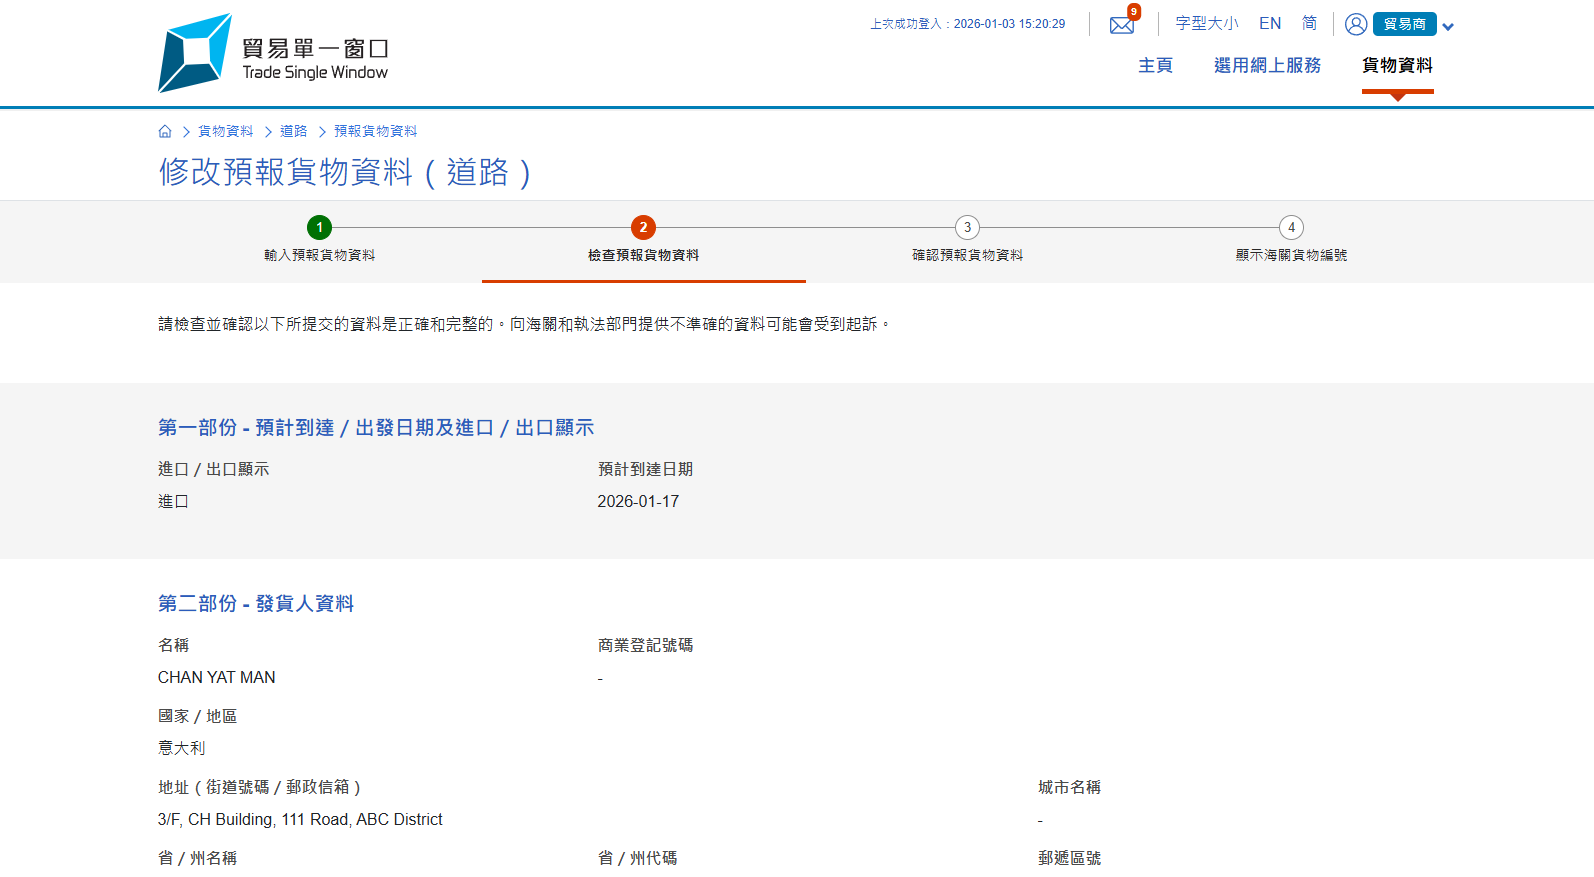 貿易單一窗口
Trade Single Window
上次成功登入：2026-01-03 15:20:29
9
字型大小
EN
简
貿易商
主頁
選用網上服務
貨物資料
貨物資料
道路
預報貨物資料
修改預報貨物資料 ( 道路 )
1
2
3
4
輸入預報貨物資料
檢查預報貨物資料
確認預報貨物資料
顯示海關貨物編號
請檢查並確認以下所提交的資料是正確和完整的。向海關和執法部門提供不準確的資料可能會受到起訴。
第一部份 - 預計到達 / 出發日期及進口 / 出口顯示
進口 / 出口顯示
預計到達日期
進口
2026-01-17
第二部份 - 發貨人資料
名稱
商業登記號碼
CHAN YAT MAN
-
國家 / 地區
意大利
地址 ( 街道號碼 / 郵政信箱 )
城市名稱
3/F, CH Building, 111 Road, ABC District
-
省 / 州名稱
省 / 州代碼
郵遞區號